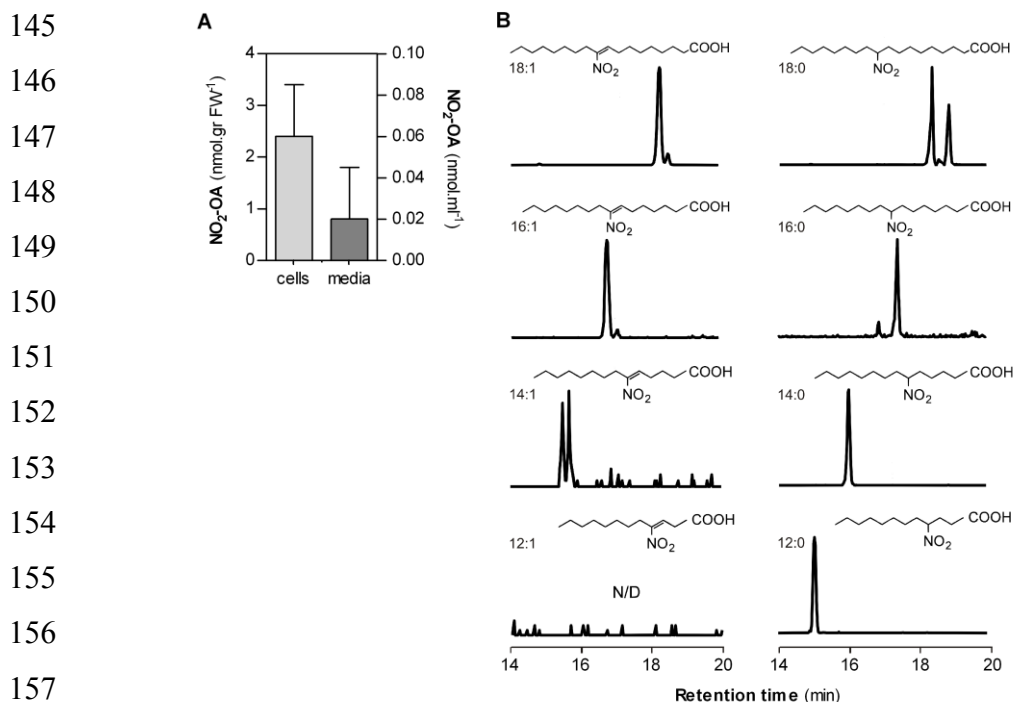 145
146
147
148
149
150
151
152
153
154
155
156
157
A
4
3
2
1
0
NO2-OA (nmol.gr FW-1)
0.10
0.08
0.06
0.04
0.02
0.00
NO2-OA (nmol.ml-1)
cells media
B
COOH
NO2
18:1
COOH
NO2
18:0
COOH
NO2
16:1
COOH
NO2
16:0
COOH
NO2
14:1
COOH
NO2
14:0
COOH
NO2
12:1
N/D
COOH
NO2
12:0
14 16 18 20
14 16 18 20
Retention time (min)